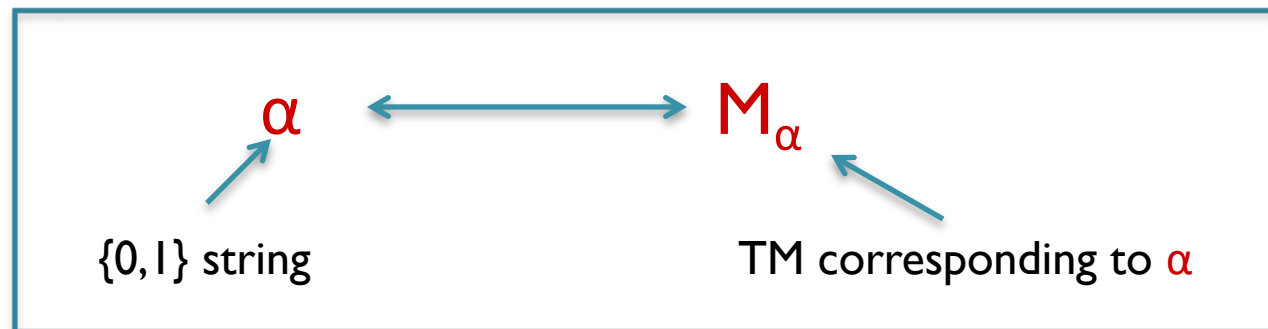 α M_α
{0,1} string TM corresponding to α